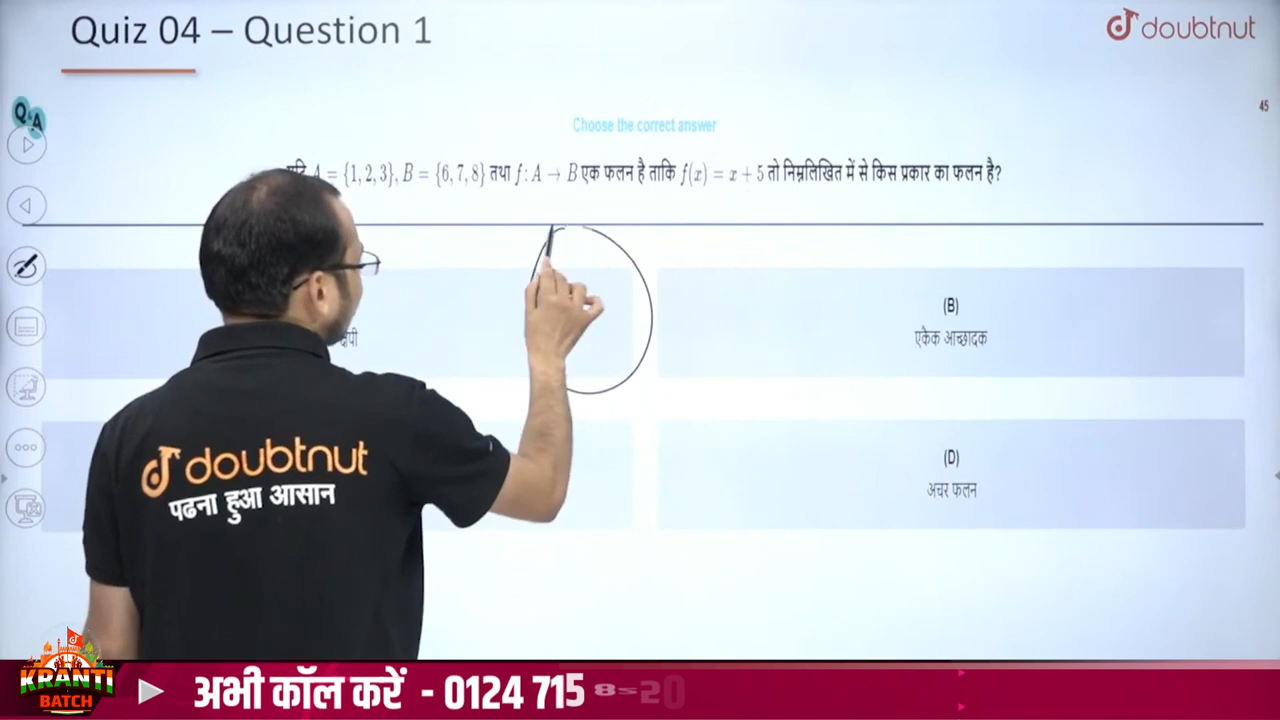 Quiz 04 – Question 1
doubtnut
Q&A
45
Choose the correct answer
A = {1, 2, 3}, B = {6, 7, 8} तथा f: A → B एक फलन है ताकि f(x) = x + 5 तो निम्नलिखित में से किस प्रकार का फलन है?
(B)
एकैक आच्छादक
(D)
अचर फलन
doubtnut
पढना हुआ आसान
KRANTI
BATCH
अभी कॉल करें - 0124 715